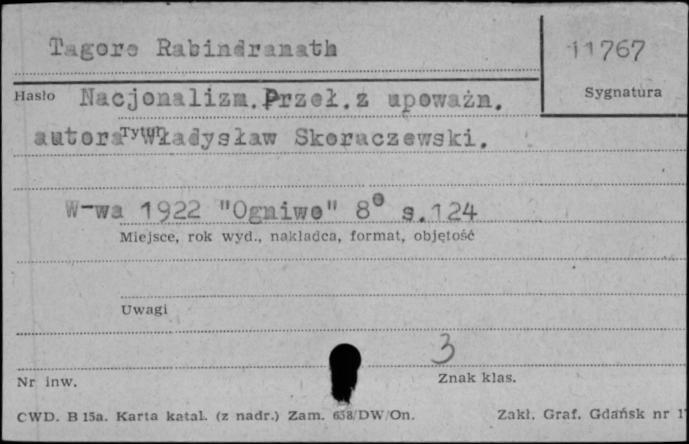 Tagore Rabindranath
11767
Hasło Nacjonalizm. Przeł. z upoważn.
Sygnatura
autora Tytuł Władysław Skoraczewski.
W-wa 1922 "Ogniwo" 8° s.124
Miejsce, rok wyd., nakładca, format, objętość
Uwagi
3
Nr inw.
Znak klas.
CWD. B 15a. Karta katal. (z nadr.) Zam. 658/DW/On.
Zakł. Graf. Gdańsk nr 1